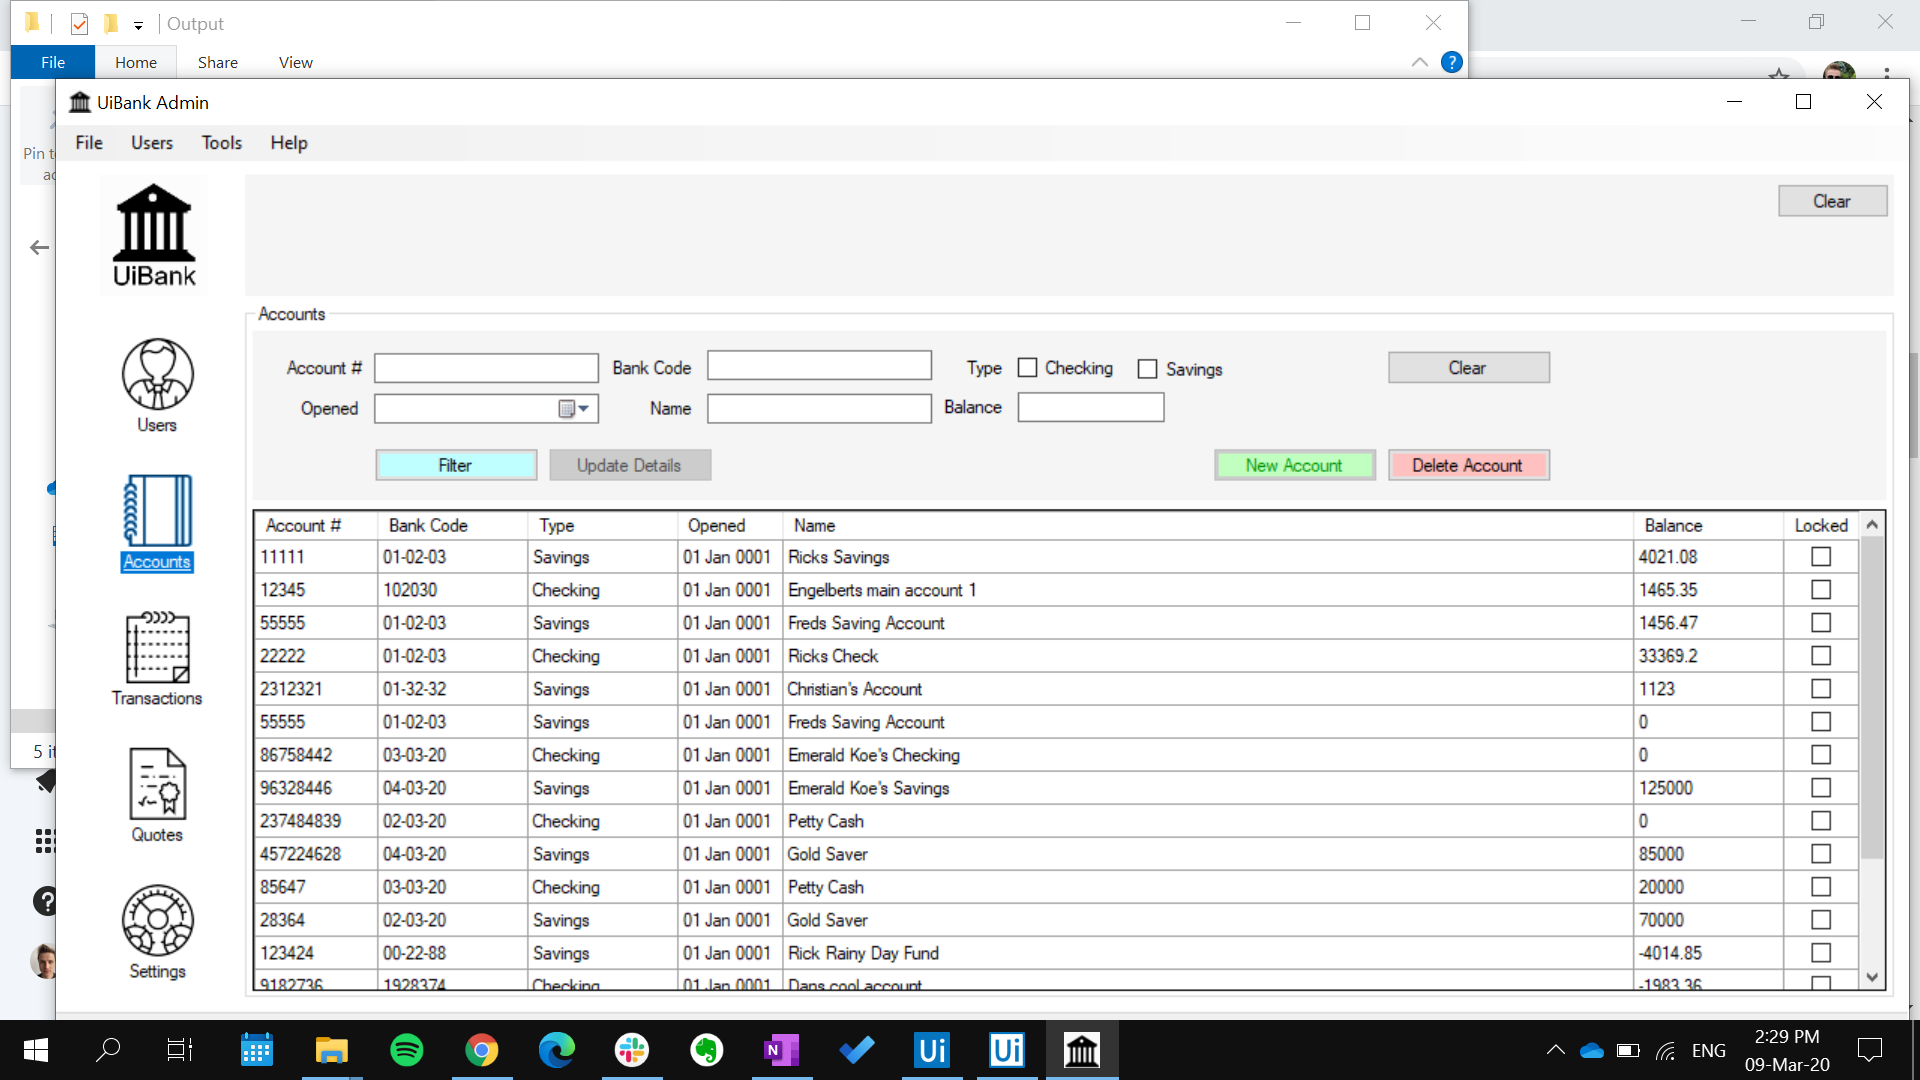 Output
File Home Share View
UiBank Admin
File Users Tools Help
Pin t
ac
Clear
UiBank
Accounts
Account # Bank Code Type Checking Savings Clear
Opened Name Balance
Filter Update Details New Account Delete Account
Users
Accounts
Transactions
Quotes
Settings
Account # Bank Code Type Opened Name Balance Locked
11111 01-02-03 Savings 01 Jan 0001 Ricks Savings 4021.08
12345 102030 Checking 01 Jan 0001 Engelberts main account 1 1465.35
55555 01-02-03 Savings 01 Jan 0001 Freds Saving Account 1456.47
22222 01-02-03 Checking 01 Jan 0001 Ricks Check 33369.2
2312321 01-32-32 Savings 01 Jan 0001 Christian's Account 1123
55555 01-02-03 Savings 01 Jan 0001 Freds Saving Account 0
86758442 03-03-20 Checking 01 Jan 0001 Emerald Koe's Checking 0
96328446 04-03-20 Savings 01 Jan 0001 Emerald Koe's Savings 125000
237484839 02-03-20 Checking 01 Jan 0001 Petty Cash 0
457224628 04-03-20 Savings 01 Jan 0001 Gold Saver 85000
85647 03-03-20 Checking 01 Jan 0001 Petty Cash 20000
28364 02-03-20 Savings 01 Jan 0001 Gold Saver 70000
123424 00-22-88 Savings 01 Jan 0001 Rick Rainy Day Fund -4014.85
9182736 1928374 Checking 01 Jan 0001 Dans cool account -1983.36
5 it
N Ui Ui
ENG
2:29 PM
09-Mar-20